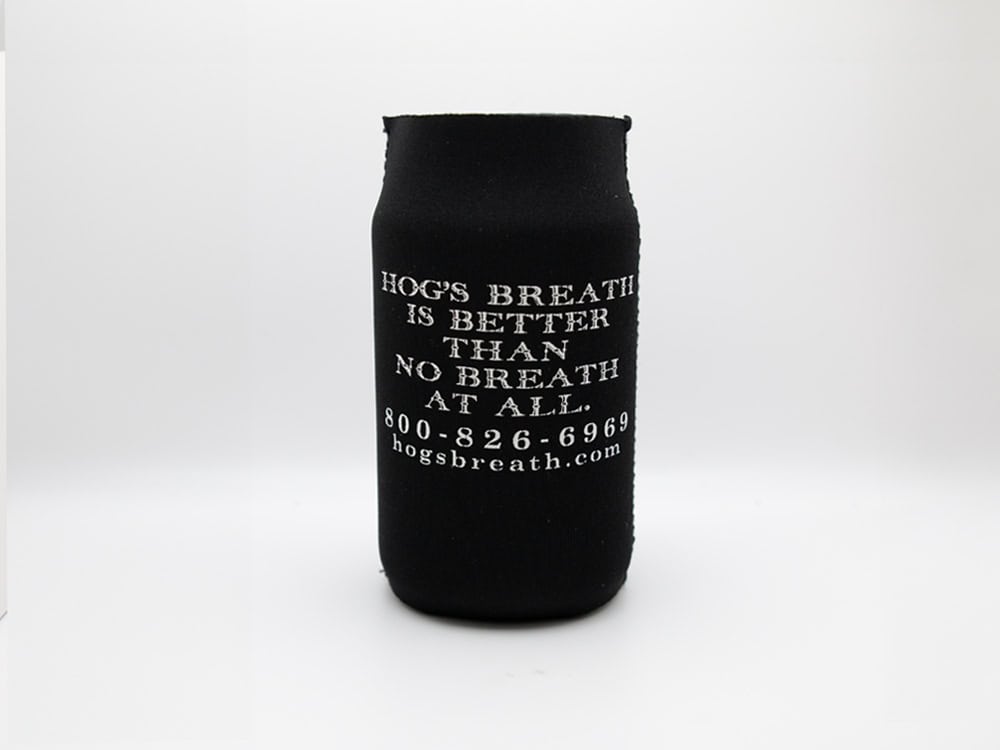 HOG'S BREATH
IS BETTER
THAN
NO BREATH
AT ALL.
800-826-6969
hogsbreath.com